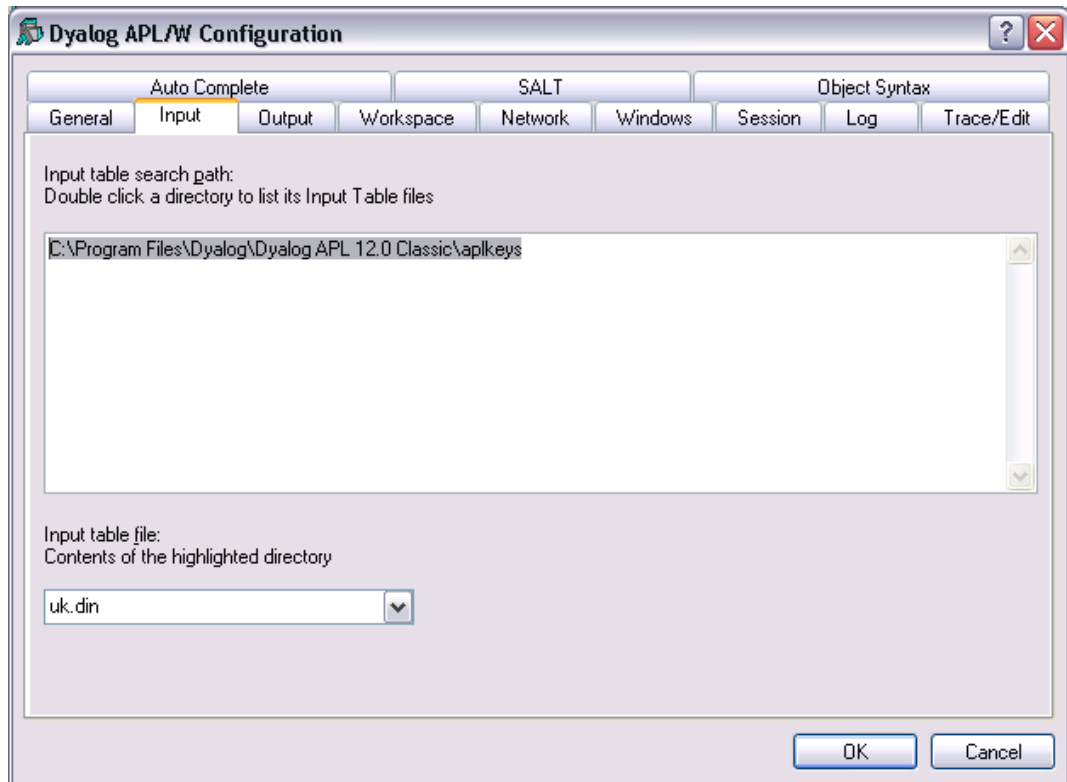 Dyalog APL/W Configuration
Auto Complete SALT Object Syntax
General Input Output Workspace Network Windows Session Log Trace/Edit
Input table search path:
Double click a directory to list its Input Table files
C:\Program Files\Dyalog\Dyalog APL 12.0 Classic\aplkeys
Input table file:
Contents of the highlighted directory
uk.din
OK Cancel